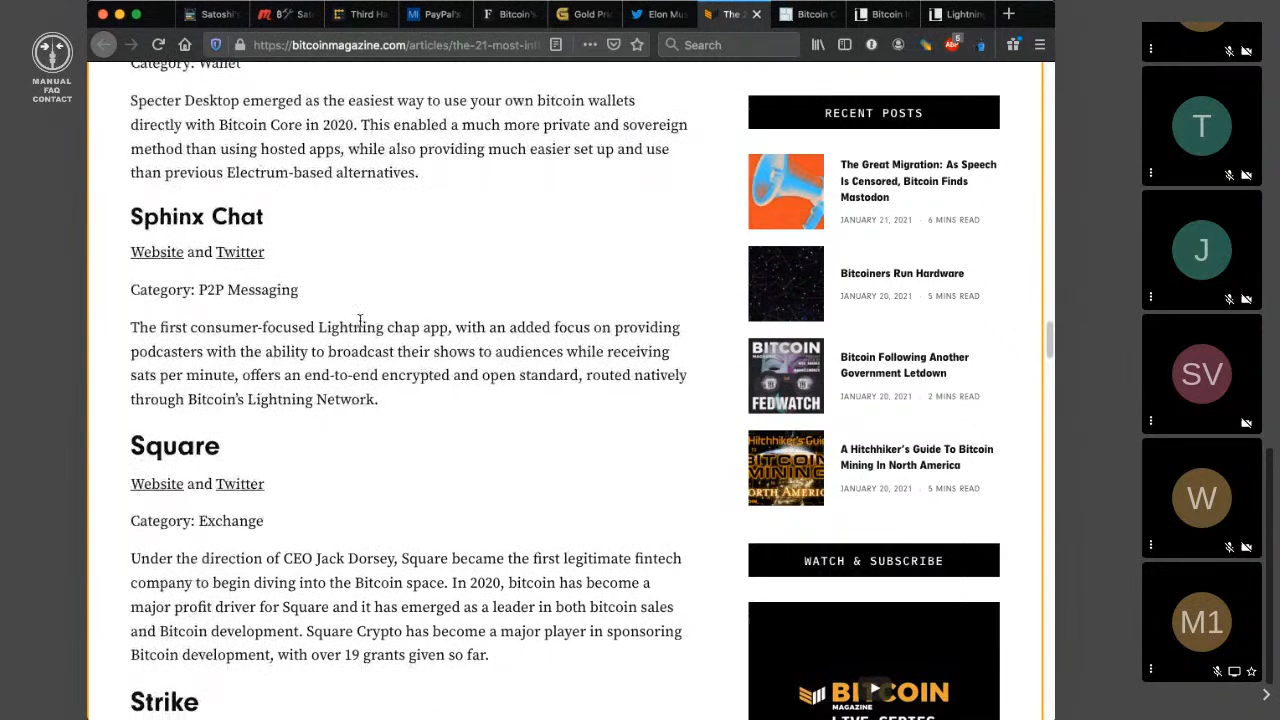 Satoshi's
Sat
Third Ha
PayPal's
Bitcoin's
Gold Pri
Elon Mus
The 2
Bitcoin C
Bitcoin I
Lightnin
https://bitcoinmagazine.com/articles/the-21-most-inf
Search
ABP
5
MANUAL
FAQ
CONTACT
Category: Wallet
Specter Desktop emerged as the easiest way to use your own bitcoin wallets
directly with Bitcoin Core in 2020. This enabled a much more private and sovereign
method than using hosted apps, while also providing much easier set up and use
than previous Electrum-based alternatives.
Sphinx Chat
Website and Twitter
Category: P2P Messaging
The first consumer-focused Lightning chap app, with an added focus on providing
podcasters with the ability to broadcast their shows to audiences while receiving
sats per minute, offers an end-to-end encrypted and open standard, routed natively
through Bitcoin's Lightning Network.
Square
Website and Twitter
Category: Exchange
Under the direction of CEO Jack Dorsey, Square became the first legitimate fintech
company to begin diving into the Bitcoin space. In 2020, bitcoin has become a
major profit driver for Square and it has emerged as a leader in both bitcoin sales
and Bitcoin development. Square Crypto has become a major player in sponsoring
Bitcoin development, with over 19 grants given so far.
Strike
RECENT POSTS
The Great Migration: As Speech
Is Censored, Bitcoin Finds
Mastodon
JANUARY 21, 2021 · 6 MINS READ
Bitcoiners Run Hardware
JANUARY 20, 2021 · 5 MINS READ
BITCOIN
MAGAZINE
FEDWATCH
Bitcoin Following Another
Government Letdown
JANUARY 20, 2021 · 2 MINS READ
Hitchhiker's Guide
TO
BITCOIN
MINING IN
NORTH AMERICA
A Hitchhiker's Guide To Bitcoin
Mining In North America
JANUARY 20, 2021 · 5 MINS READ
WATCH & SUBSCRIBE
BITCOIN
MAGAZINE
LIVE SERIES
T
J
SV
W
M1